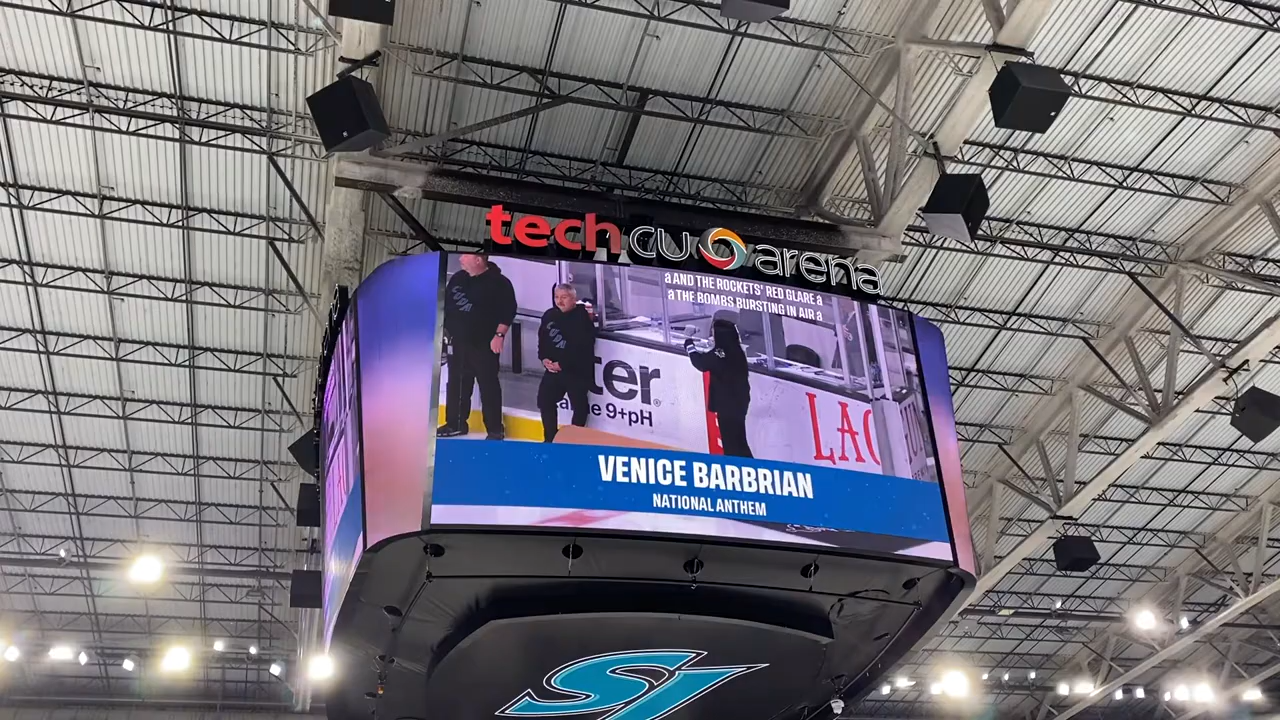 tech cu arena
á AND THE ROCKETS' RED GLARE á
á THE BOMBS BURSTING IN AIR á
ter
9+pH
LAC
VENICE BARBRIAN
NATIONAL ANTHEM
SJ